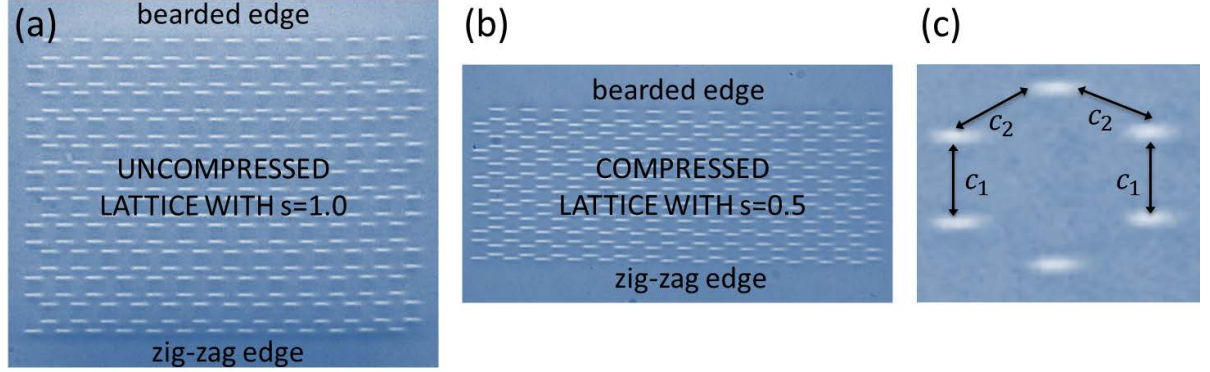 (a)
bearded edge
UNCOMPRESSED
LATTICE WITH s=1.0
zig-zag edge
(b)
bearded edge
COMPRESSED
LATTICE WITH s=0.5
zig-zag edge
(c)
c₂ c₂
c₁ c₁